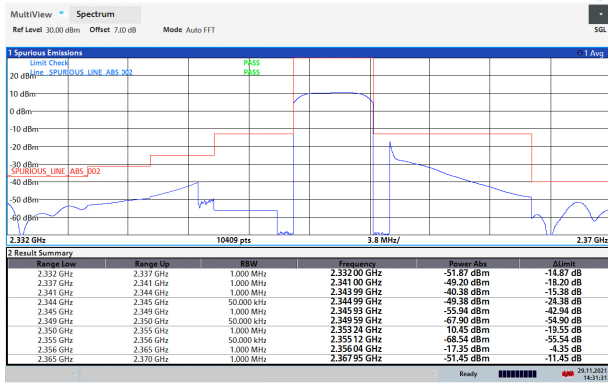 MultiView Spectrum
Ref Level 30.00 dBm Offset 7.00 dB Mode Auto FFT SGL
1 Spurious Emissions 1 Avg
Limit Check PASS
Line _SPURIOUS_LINE_ABS_002 PASS
20 dBm
10 dBm
0 dBm
-10 dBm
-20 dBm
-30 dBm
_SPURIOUS_LINE_ABS_002
-40 dBm
-50 dBm
-60 dBm
2.332 GHz 10409 pts 3.8 MHz/ 2.37 GHz
2 Result Summary
Range Low Range Up RBW Frequency Power Abs ΔLimit
2.332 GHz 2.337 GHz 1.000 MHz 2.33200 GHz -51.87 dBm -14.87 dB
2.337 GHz 2.341 GHz 1.000 MHz 2.34100 GHz -49.20 dBm -18.20 dB
2.341 GHz 2.344 GHz 1.000 MHz 2.34399 GHz -40.38 dBm -15.38 dB
2.344 GHz 2.345 GHz 50.000 kHz 2.34499 GHz -49.38 dBm -24.38 dB
2.345 GHz 2.349 GHz 1.000 MHz 2.34593 GHz -55.94 dBm -42.94 dB
2.349 GHz 2.350 GHz 50.000 kHz 2.34959 GHz -67.90 dBm -54.90 dB
2.350 GHz 2.355 GHz 1.000 MHz 2.35324 GHz 10.45 dBm -19.55 dB
2.355 GHz 2.356 GHz 50.000 kHz 2.35512 GHz -68.54 dBm -55.54 dB
2.356 GHz 2.365 GHz 1.000 MHz 2.35604 GHz -17.35 dBm -4.35 dB
2.365 GHz 2.370 GHz 1.000 MHz 2.36795 GHz -51.45 dBm -11.45 dB
Ready 29.11.2021
14:31:31